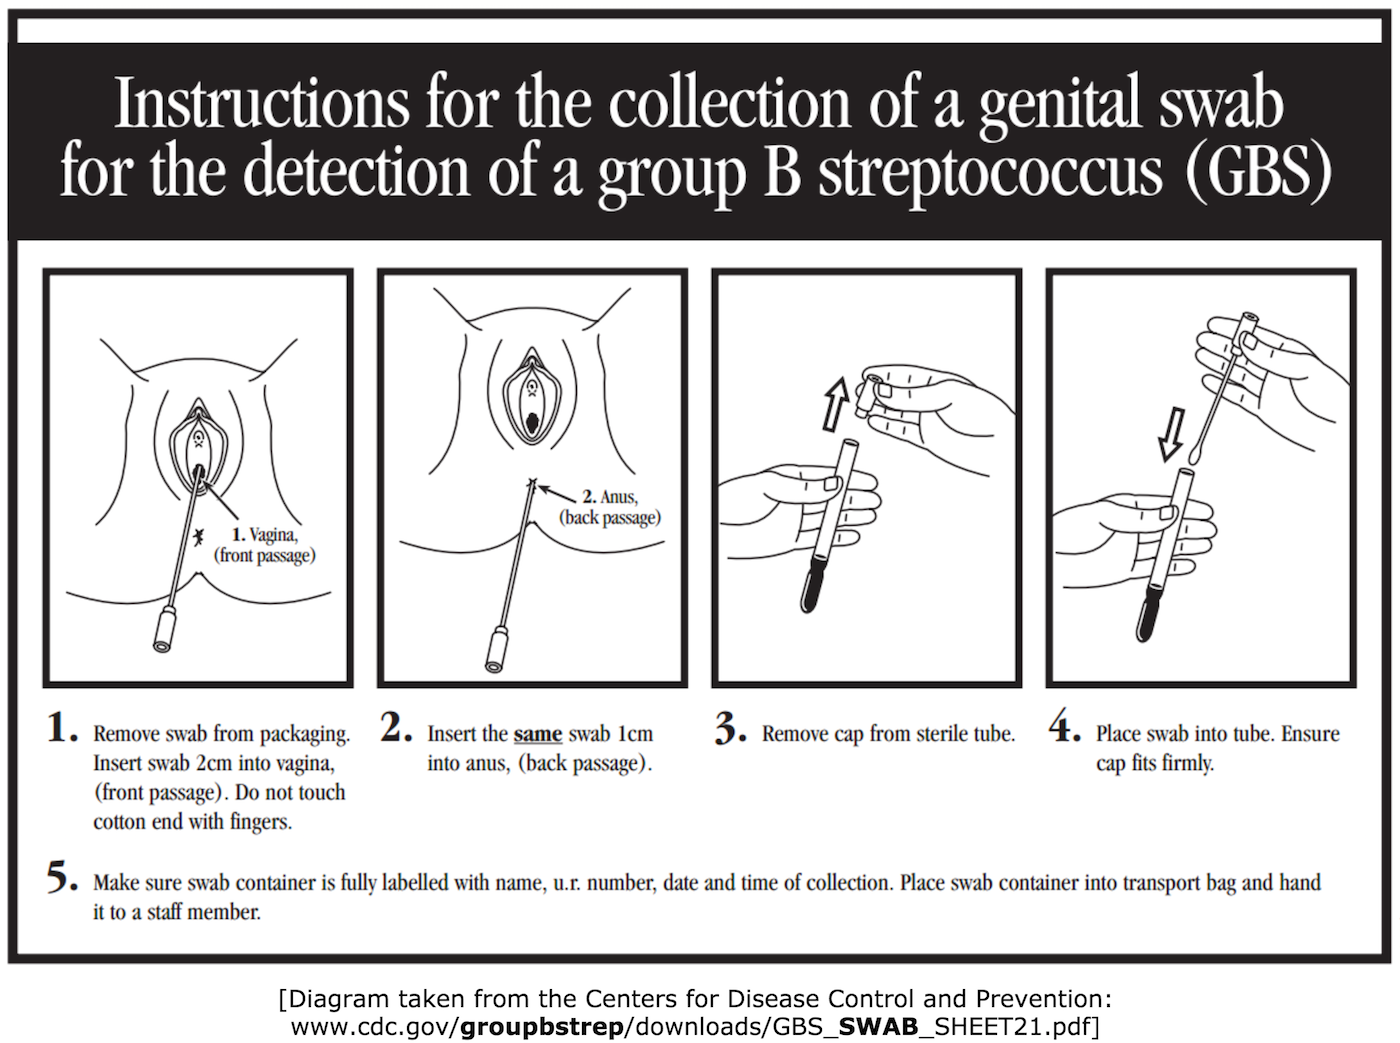 Instructions for the collection of a genital swab
for the detection of a group B streptococcus (GBS)
1. Vagina,
(front passage)
2. Anus,
(back passage)
1. Remove swab from packaging.
Insert swab 2cm into vagina,
(front passage). Do not touch
cotton end with fingers.
2. Insert the same swab 1cm
into anus, (back passage).
3. Remove cap from sterile tube.
4. Place swab into tube. Ensure
cap fits firmly.
5. Make sure swab container is fully labelled with name, u.r. number, date and time of collection. Place swab container into transport bag and hand
it to a staff member.
[Diagram taken from the Centers for Disease Control and Prevention:
www.cdc.gov/groupbstrep/downloads/GBS_SWAB_SHEET21.pdf]